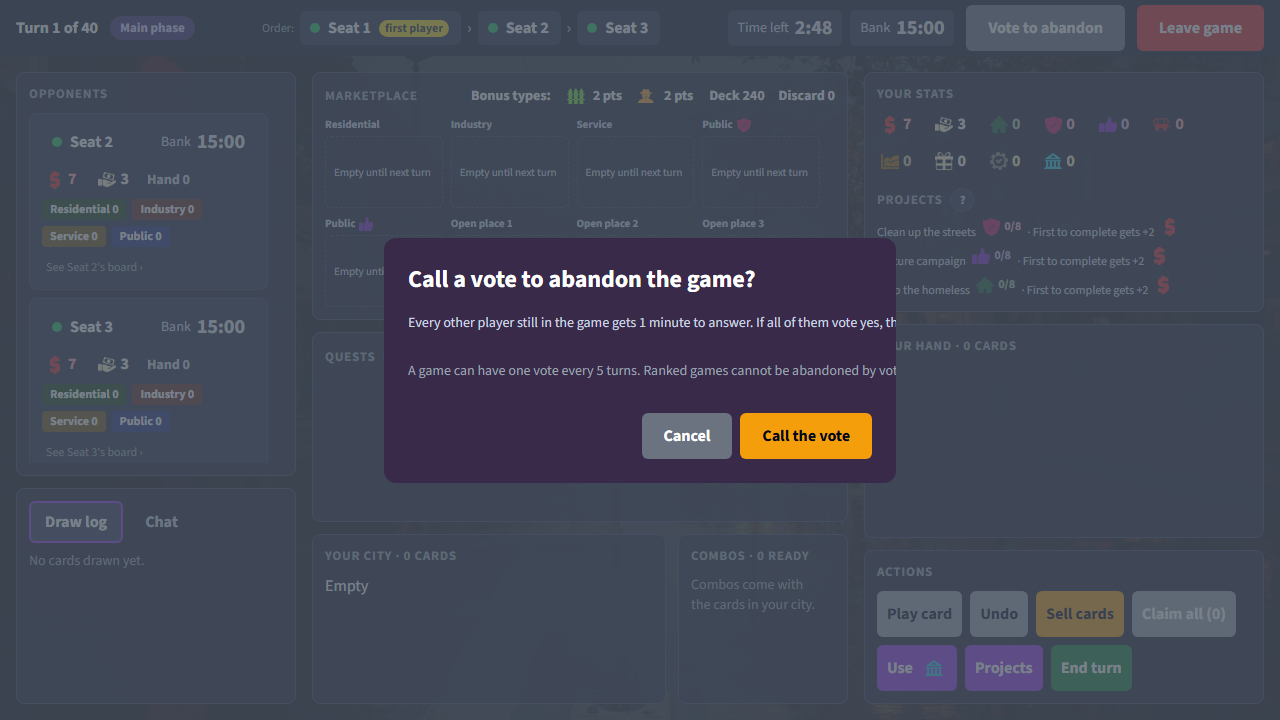 Turn 1 of 40 Main phase Order: Seat 1 first player › Seat 2 › Seat 3 Time left 2:48 Bank 15:00 Vote to abandon Leave game
OPPONENTS
Seat 2 Bank 15:00
7 3 Hand 0
Residential 0 Industry 0
Service 0 Public 0
See Seat 2's board ›
Seat 3 Bank 15:00
7 3 Hand 0
Residential 0 Industry 0
Service 0 Public 0
See Seat 3's board ›
Draw log Chat
No cards drawn yet.
MARKETPLACE Bonus types: 2 pts 2 pts Deck 240 Discard 0
Residential Industry Service Public
Empty until next turn Empty until next turn Empty until next turn Empty until next turn
Public Open place 1 Open place 2 Open place 3
Empty unti
QUESTS
Call a vote to abandon the game?
Every other player still in the game gets 1 minute to answer. If all of them vote yes, th
A game can have one vote every 5 turns. Ranked games cannot be abandoned by vot
Cancel Call the vote
YOUR CITY · 0 CARDS
Empty
COMBOS · 0 READY
Combos come with
the cards in your city.
YOUR STATS
$ 7 3 0 0 0 0
0 0 0 0
PROJECTS ?
Clean up the streets 0/8 · First to complete gets +2 $
ture campaign 0/8 · First to complete gets +2 $
the homeless 0/8 · First to complete gets +2 $
UR HAND · 0 CARDS
ACTIONS
Play card Undo Sell cards Claim all (0)
Use Projects End turn